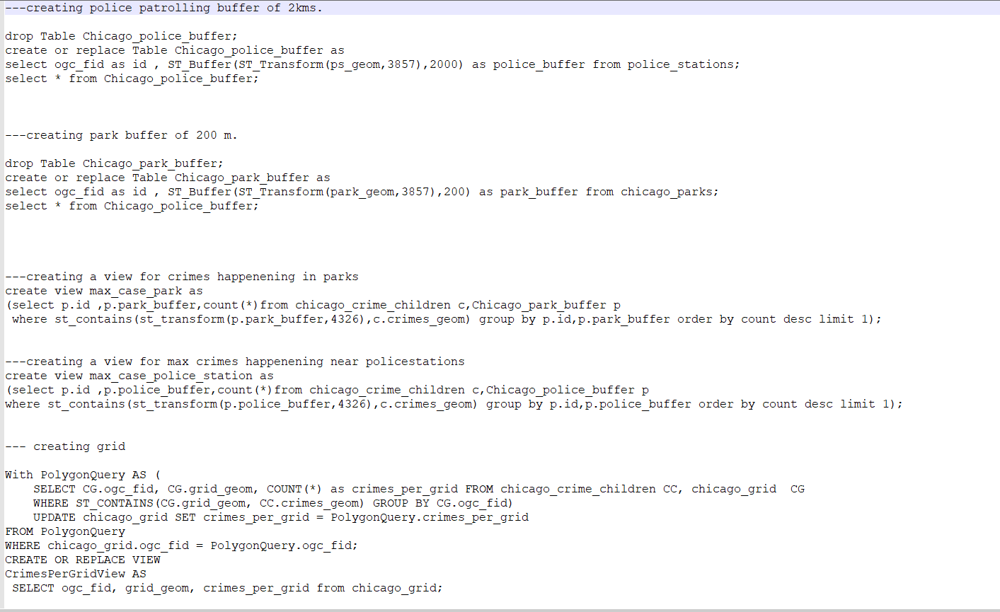 ---creating police patrolling buffer of 2kms.
drop Table Chicago_police_buffer;
create or replace Table Chicago_police_buffer as
select ogc_fid as id , ST_Buffer(ST_Transform(ps_geom,3857),2000) as police_buffer from police_stations;
select * from Chicago_police_buffer;
---creating park buffer of 200 m.
drop Table Chicago_park_buffer;
create or replace Table Chicago_park_buffer as
select ogc_fid as id , ST_Buffer(ST_Transform(park_geom,3857),200) as park_buffer from chicago_parks;
select * from Chicago_police_buffer;
---creating a view for crimes happenening in parks
create view max_case_park as
(select p.id ,p.park_buffer,count(*)from chicago_crime_children c,Chicago_park_buffer p
where st_contains(st_transform(p.park_buffer,4326),c.crimes_geom) group by p.id,p.park_buffer order by count desc limit 1);
---creating a view for max crimes happenening near policestations
create view max_case_police_station as
(select p.id ,p.police_buffer,count(*)from chicago_crime_children c,Chicago_police_buffer p
where st_contains(st_transform(p.police_buffer,4326),c.crimes_geom) group by p.id,p.police_buffer order by count desc limit 1);
--- creating grid
With PolygonQuery AS (
SELECT CG.ogc_fid, CG.grid_geom, COUNT(*) as crimes_per_grid FROM chicago_crime_children CC, chicago_grid  CG
WHERE ST_CONTAINS(CG.grid_geom, CC.crimes_geom) GROUP BY CG.ogc_fid)
UPDATE chicago_grid SET crimes_per_grid = PolygonQuery.crimes_per_grid
FROM PolygonQuery
WHERE chicago_grid.ogc_fid = PolygonQuery.ogc_fid;
CREATE OR REPLACE VIEW
CrimesPerGridView AS
SELECT ogc_fid, grid_geom, crimes_per_grid from chicago_grid;